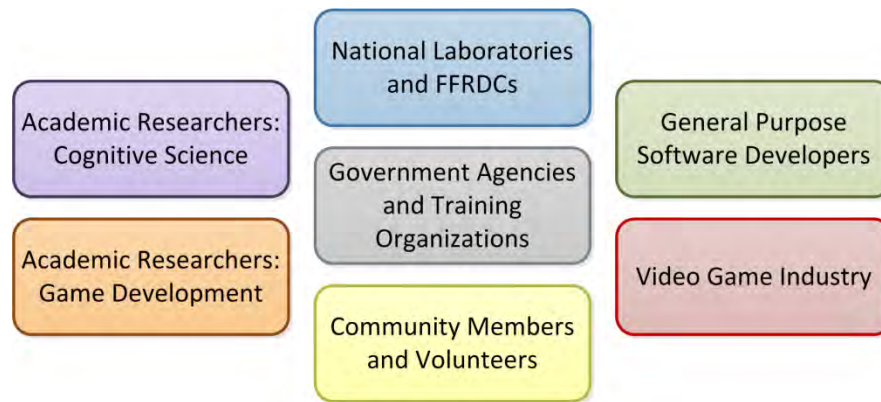 National Laboratories
and FFRDCs
Academic Researchers:
Cognitive Science
General Purpose
Software Developers
Government Agencies
and Training
Organizations
Academic Researchers:
Game Development
Video Game Industry
Community Members
and Volunteers